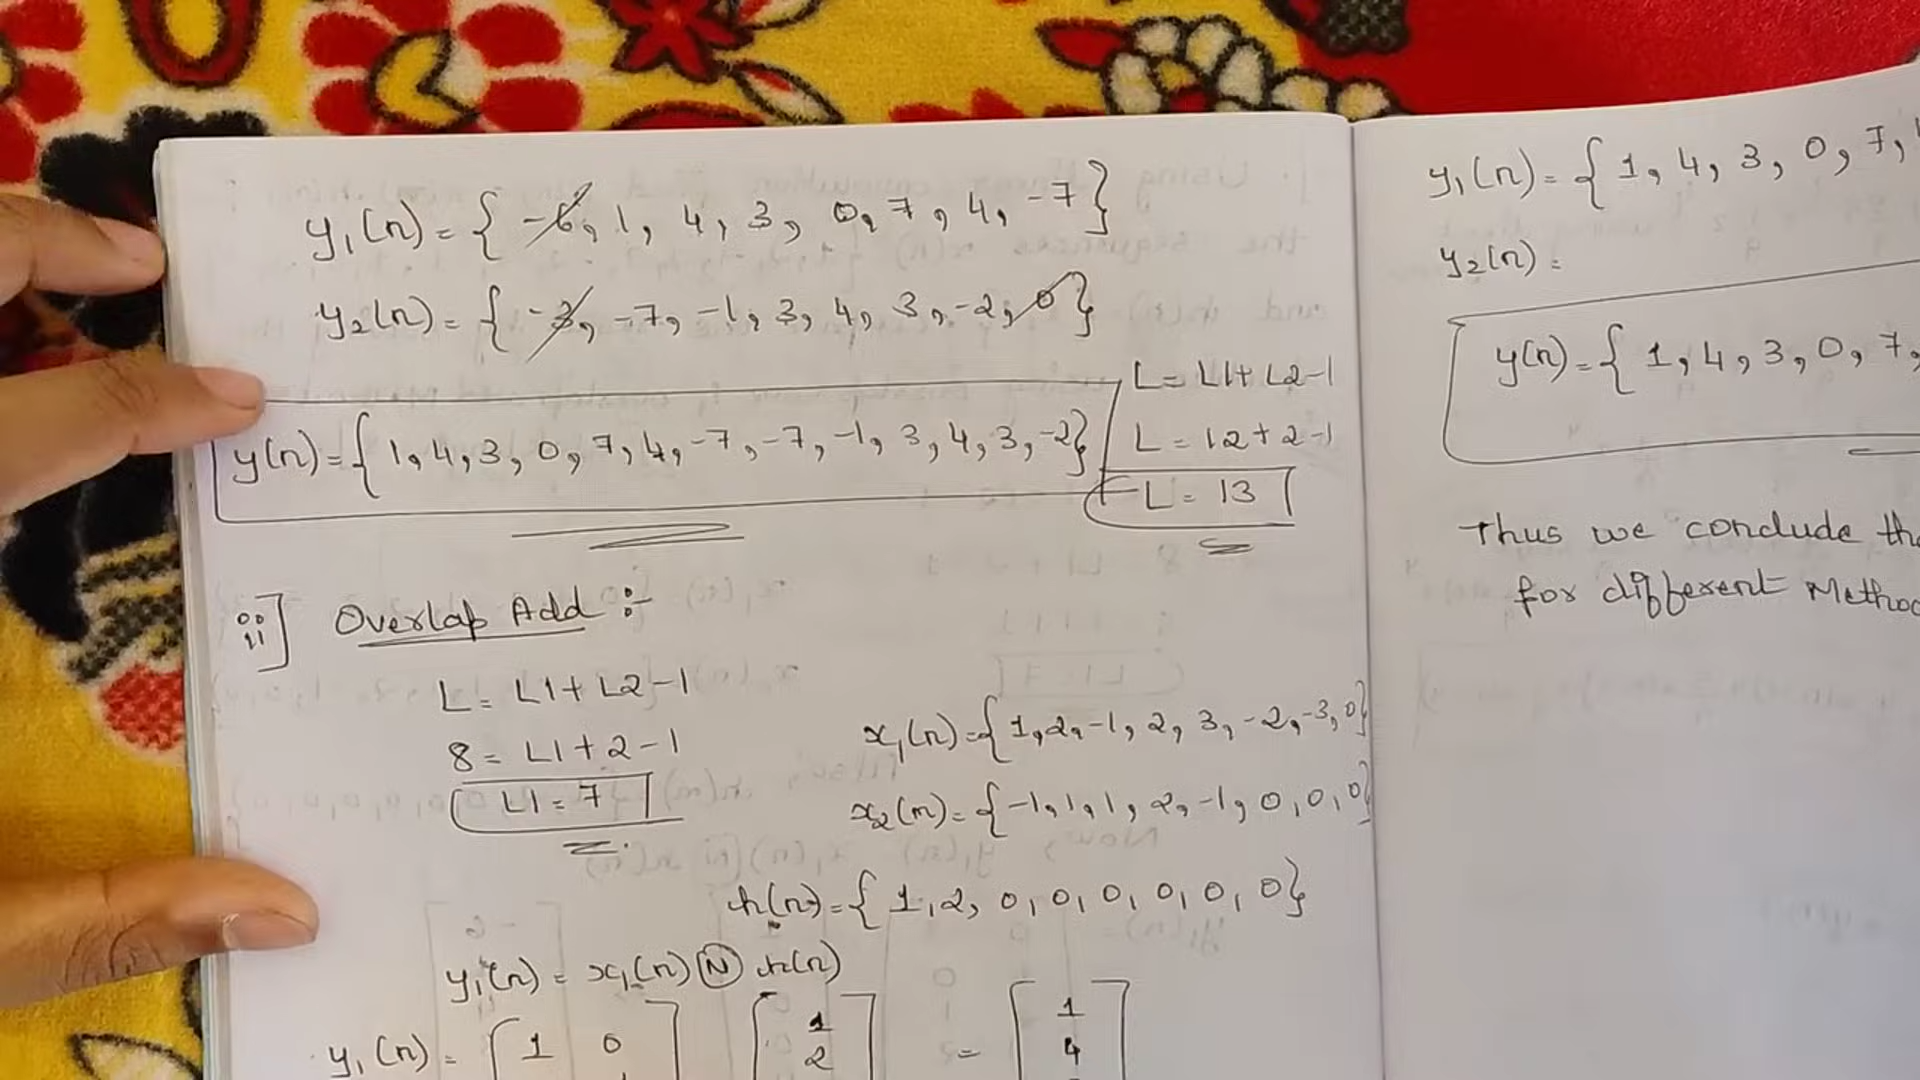 y₁(n) = { -6, 1, 4, 3, 0, 7, 4, -7}
y₂(n) = { -3, -7, -1, 3, 4, 3, -2, 0}
y(n) = { 1, 4, 3, 0, 7, 4, -7, -7, -1, 3, 4, 3, -2}
L = L1 + L2 - 1
L = 12 + 2 - 1
L = 13
ii] Overlap Add :-
L = L1 + L2 - 1
8 = L1 + 2 - 1
L1 = 7
x₁(n) = { 1, 2, -1, 2, 3, -2, -3, 0}
x₂(n) = { -1, 1, 1, 2, -1, 0, 0, 0}
h(n) = { 1, 2, 0, 0, 0, 0, 0, 0}
y₁(n) = x₁(n) Ⓝ h(n)
y₁(n) = [ 1 0 ] [ 1 = [ 1
2 4
y₁(n) = { 1, 4, 3, 0, 7,
y₂(n) =
y(n) = { 1, 4, 3, 0, 7,
Thus we conclude
for different